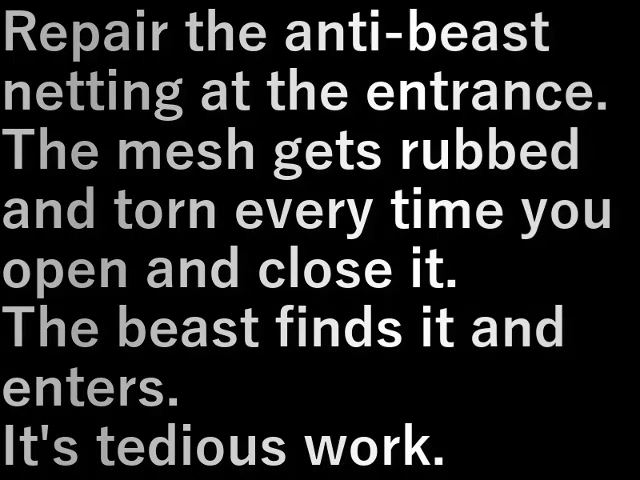 Repair the anti-beast
netting at the entrance.
The mesh gets rubbed
and torn every time you
open and close it.
The beast finds it and
enters.
It's tedious work.